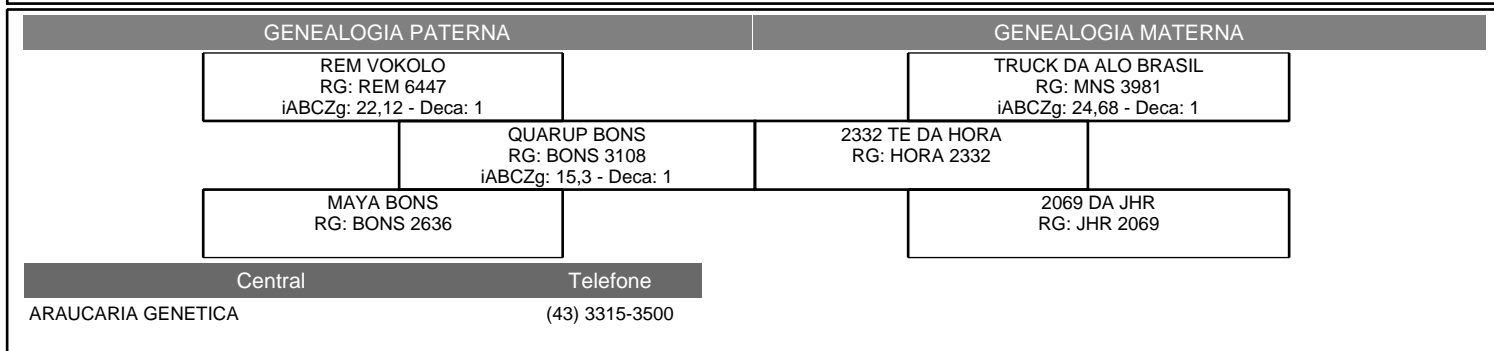 GENEALOGIA PATERNA
GENEALOGIA MATERNA
REM VOKOLO
RG: REM 6447
iABCZg: 22,12 - Deca: 1
TRUCK DA ALO BRASIL
RG: MNS 3981
iABCZg: 24,68 - Deca: 1
QUARUP BONS
RG: BONS 3108
iABCZg: 15,3 - Deca: 1
2332 TE DA HORA
RG: HORA 2332
MAYA BONS
RG: BONS 2636
2069 DA JHR
RG: JHR 2069
Central Telefone
ARAUCARIA GENETICA (43) 3315-3500